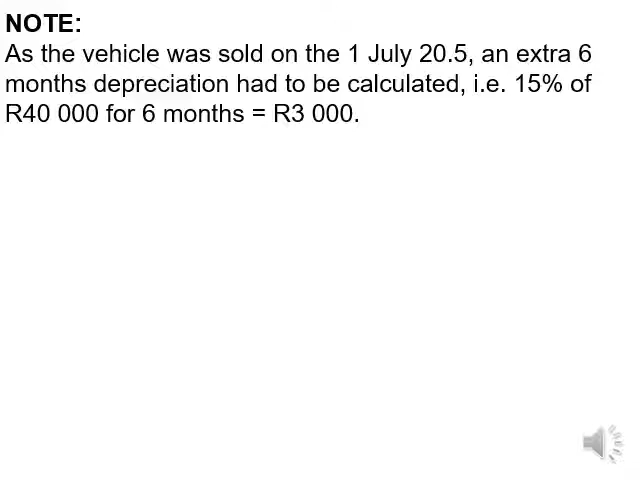 NOTE:
As the vehicle was sold on the 1 July 20.5, an extra 6
months depreciation had to be calculated, i.e. 15% of
R40 000 for 6 months = R3 000.